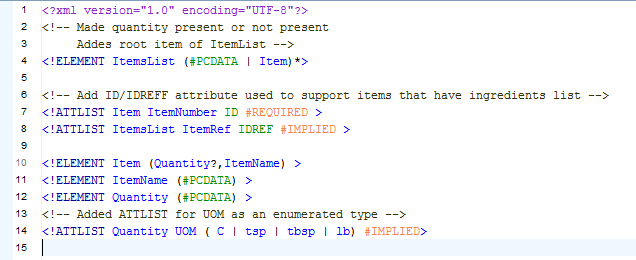 1 <?xml version="1.0" encoding="UTF-8"?>
2 <!-- Made quantity present or not present
3 Addes root item of ItemList -->
4 <!ELEMENT ItemsList (#PCDATA | Item)*>
5
6 <!-- Add ID/IDREFF attribute used to support items that have ingredients list -->
7 <!ATTLIST Item ItemNumber ID #REQUIRED >
8 <!ATTLIST ItemsList ItemRef IDREF #IMPLIED >
9
10 <!ELEMENT Item (Quantity?,ItemName) >
11 <!ELEMENT ItemName (#PCDATA) >
12 <!ELEMENT Quantity (#PCDATA) >
13 <!-- Added ATTLIST for UOM as an enumerated type -->
14 <!ATTLIST Quantity UOM ( C | tsp | tbsp | lb) #IMPLIED>
15